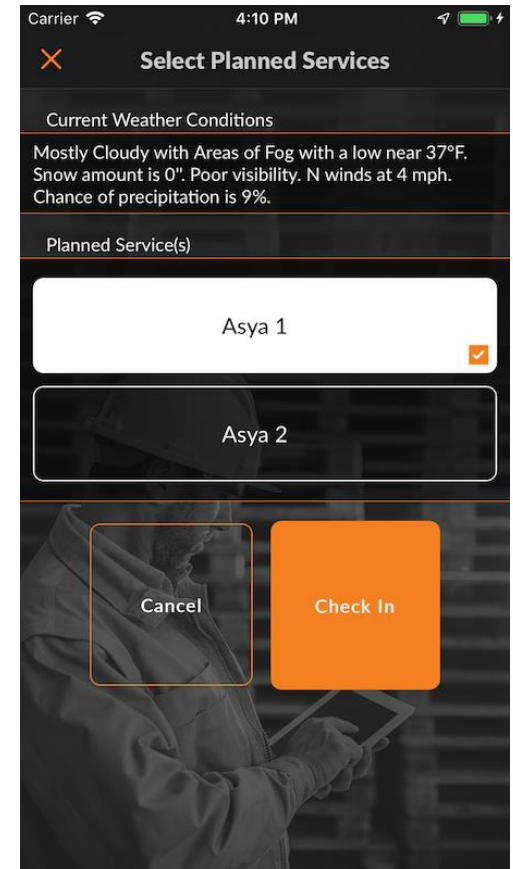 Carrier
4:10 PM
Select Planned Services
Current Weather Conditions
Mostly Cloudy with Areas of Fog with a low near 37°F.
Snow amount is 0". Poor visibility. N winds at 4 mph.
Chance of precipitation is 9%.
Planned Service(s)
Asya 1
Asya 2
Cancel
Check In